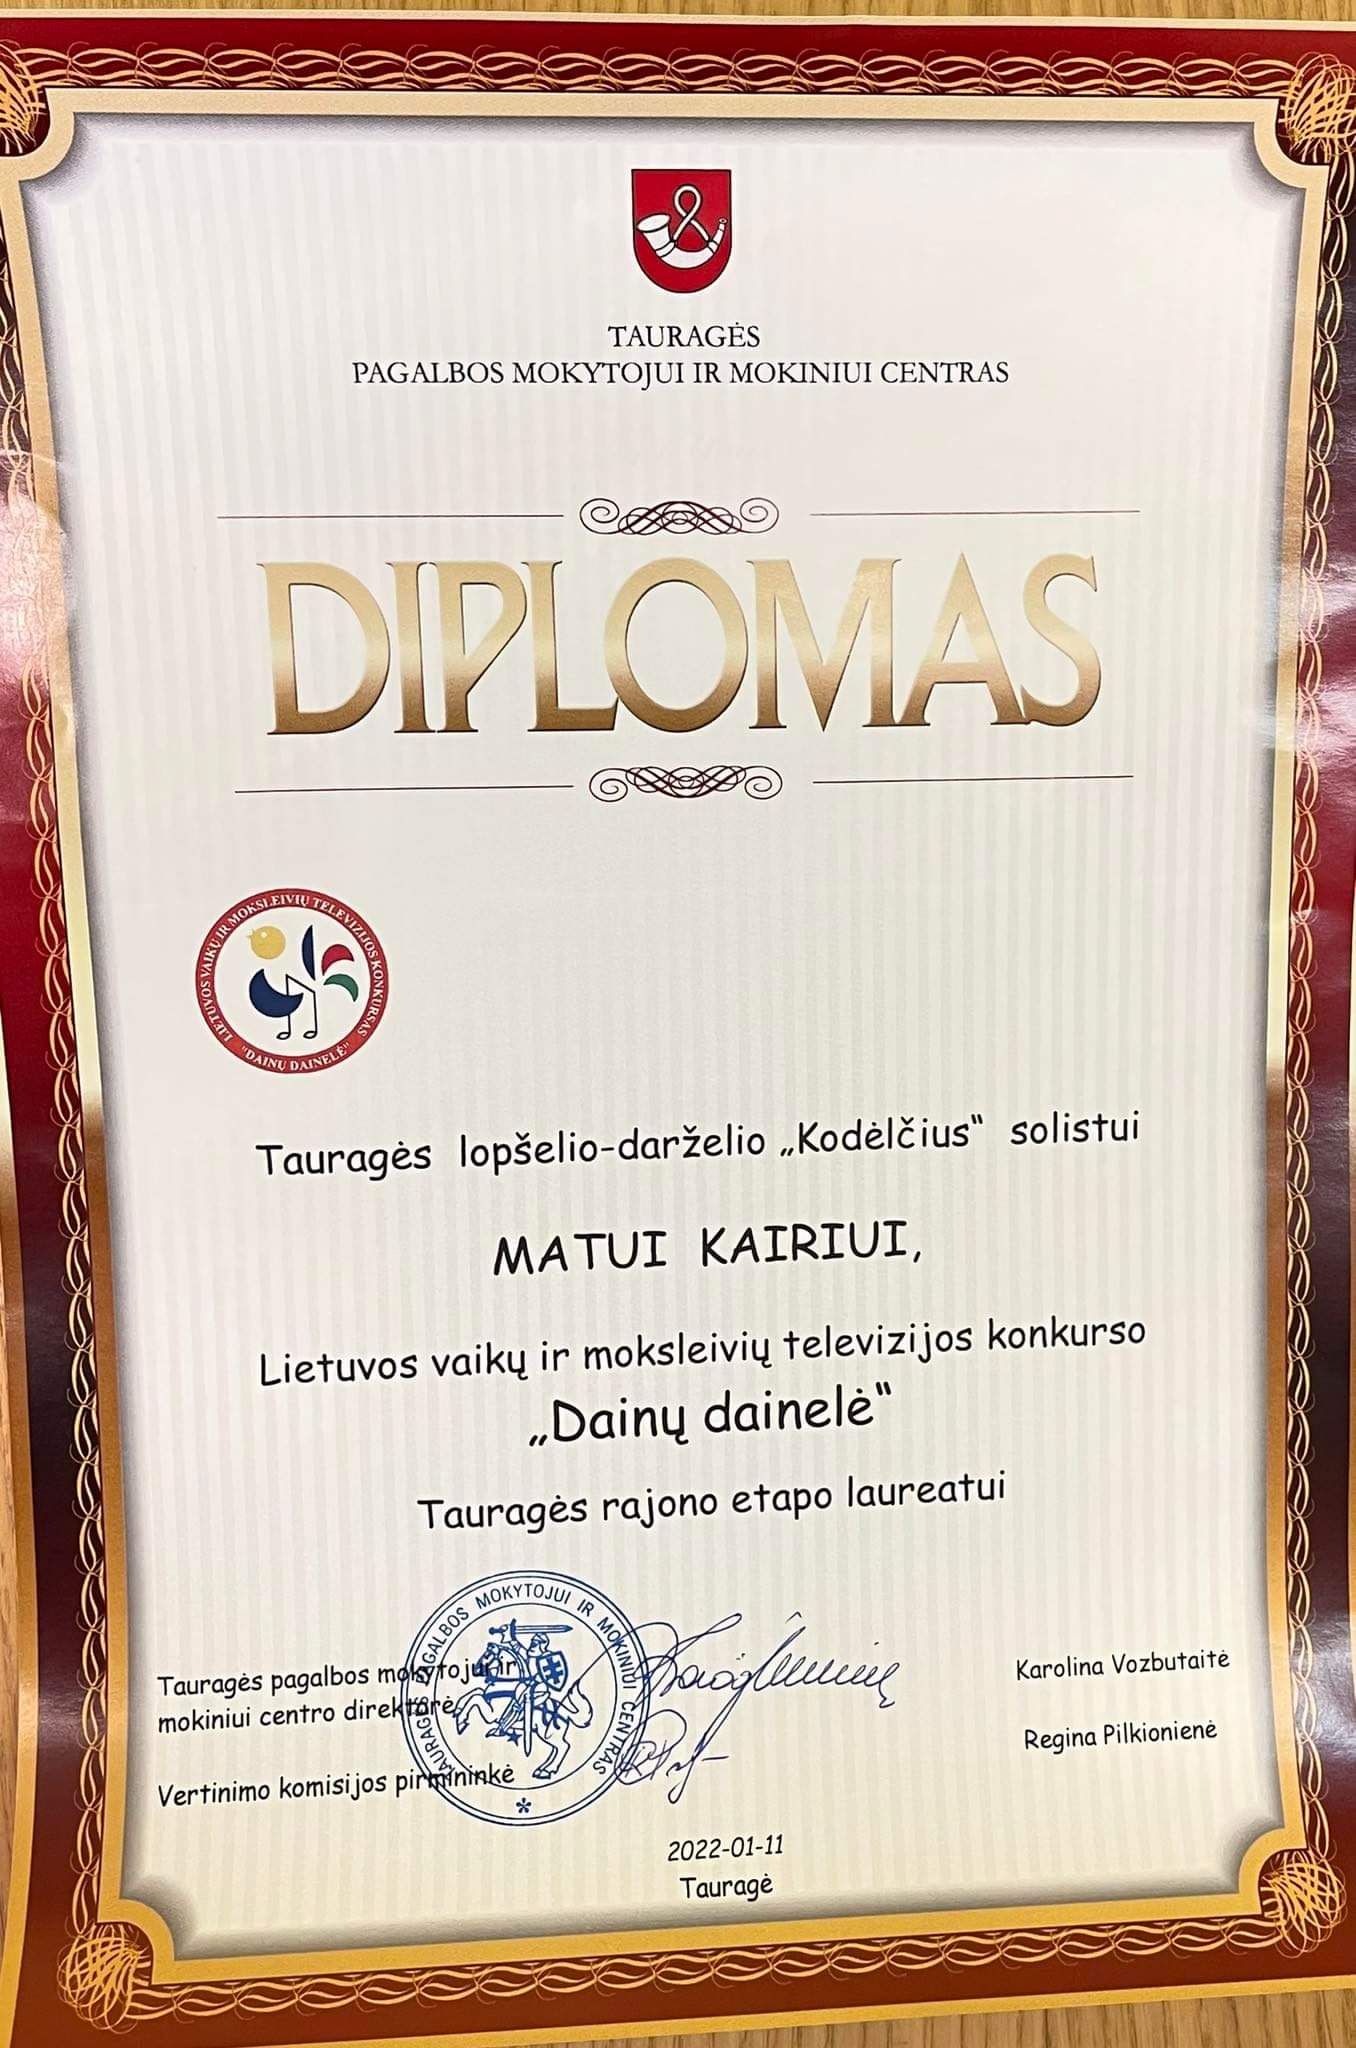 TAURAGĖS
PAGALBOS MOKYTOJUI IR MOKINIUI CENTRAS
DIPLOMAS
LIETUVOS VAIKŲ IR MOKSLEIVIŲ TELEVIZIJOS KONKURSAS
"DAINŲ DAINELĖ"
Tauragės lopšelio-darželio „Kodėlčius“ solistui
MATUI KAIRIUI,
Lietuvos vaikų ir moksleivių televizijos konkurso
„Dainų dainelė“
Tauragės rajono etapo laureatui
TAURAGĖS PAGALBOS MOKYTOJUI IR MOKINIUI CENTRAS
Tauragės pagalbos mokytojui ir
mokiniui centro direktorė
Karolina Vozbutaitė
Vertinimo komisijos pirmininkė
Regina Pilkionienė
2022-01-11
Tauragė